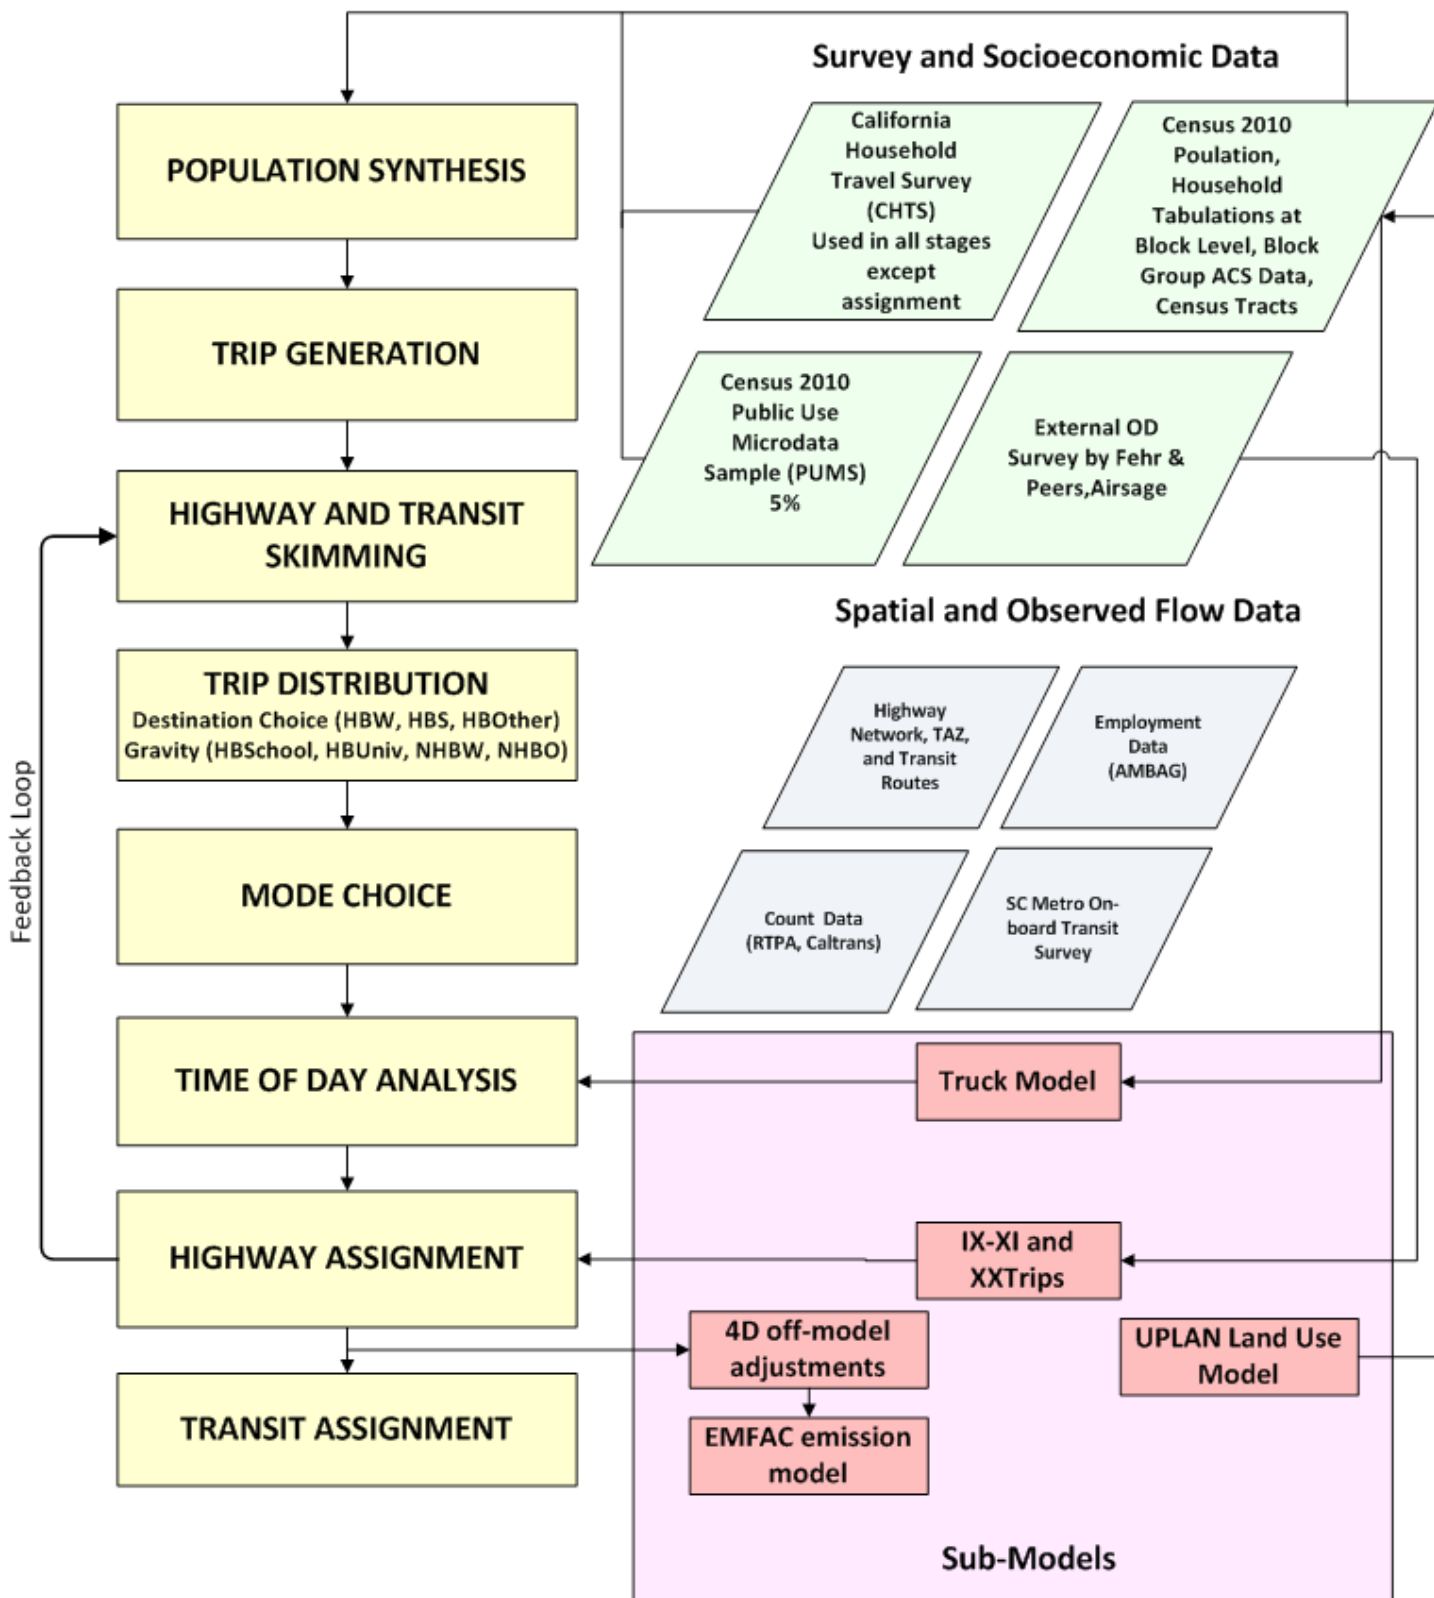 Survey and Socioeconomic Data
POPULATION SYNTHESIS
TRIP GENERATION
HIGHWAY AND TRANSIT
SKIMMING
TRIP DISTRIBUTION
Destination Choice (HBW, HBS, HBOther)
Gravity (HBSchool, HBUniv, NHBW, NHBO)
MODE CHOICE
TIME OF DAY ANALYSIS
HIGHWAY ASSIGNMENT
TRANSIT ASSIGNMENT
Feedback Loop
California
Household
Travel Survey
(CHTS)
Used in all stages
except
assignment
Census 2010
Poulation,
Household
Tabulations at
Block Level, Block
Group ACS Data,
Census Tracts
Census 2010
Public Use
Microdata
Sample (PUMS)
5%
External OD
Survey by Fehr &
Peers,Airsage
Spatial and Observed Flow Data
Highway
Network, TAZ,
and Transit
Routes
Employment
Data
(AMBAG)
Count Data
(RTPA, Caltrans)
SC Metro On-
board Transit
Survey
Truck Model
IX-XI and
XXTrips
4D off-model
adjustments
UPLAN Land Use
Model
EMFAC emission
model
Sub-Models